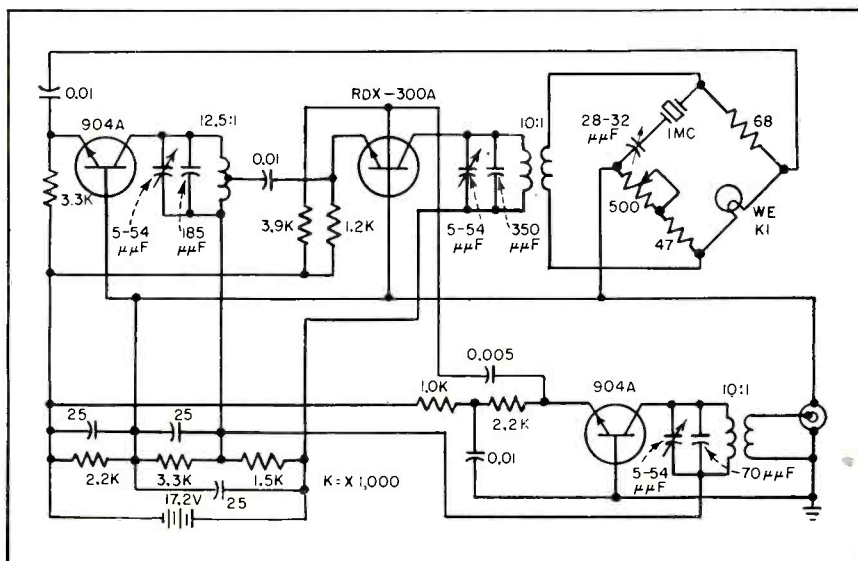 0.01
904A
3.3K
5-54
μμF
185
μμF
12.5:1
0.01
RDX-300A
3.9K
1.2K
5-54
μμF
350
μμF
10:1
28-32
μμF
1MC
68
500
47
WE
K1
0.005
1.0K
2.2K
0.01
904A
5-54
μμF
70 μμF
10:1
25
25
2.2K
3.3K
1.5K
25
17.2V
K = X 1,000